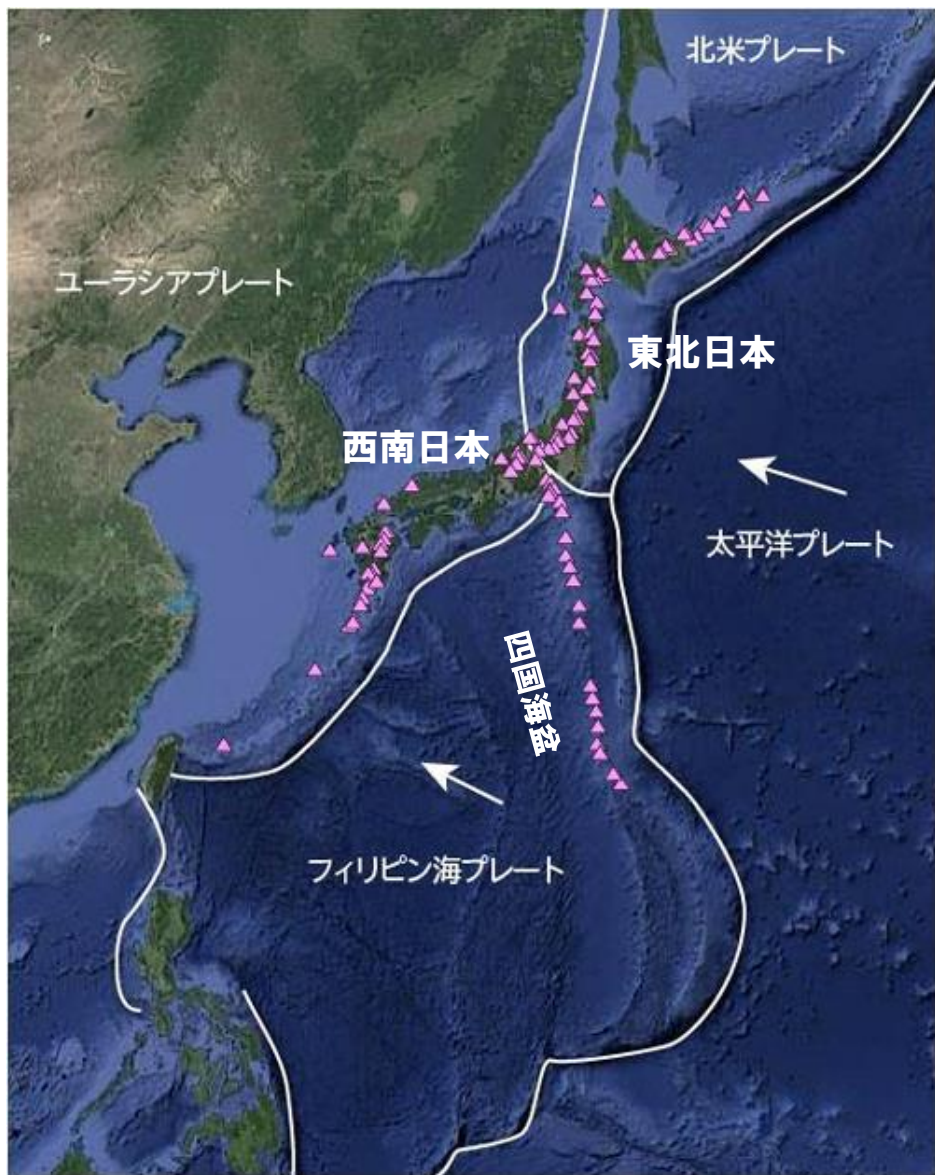 北米プレート
ユーラシアプレート
東北日本
西南日本
太平洋プレート
四国海盆
フィリピン海プレート